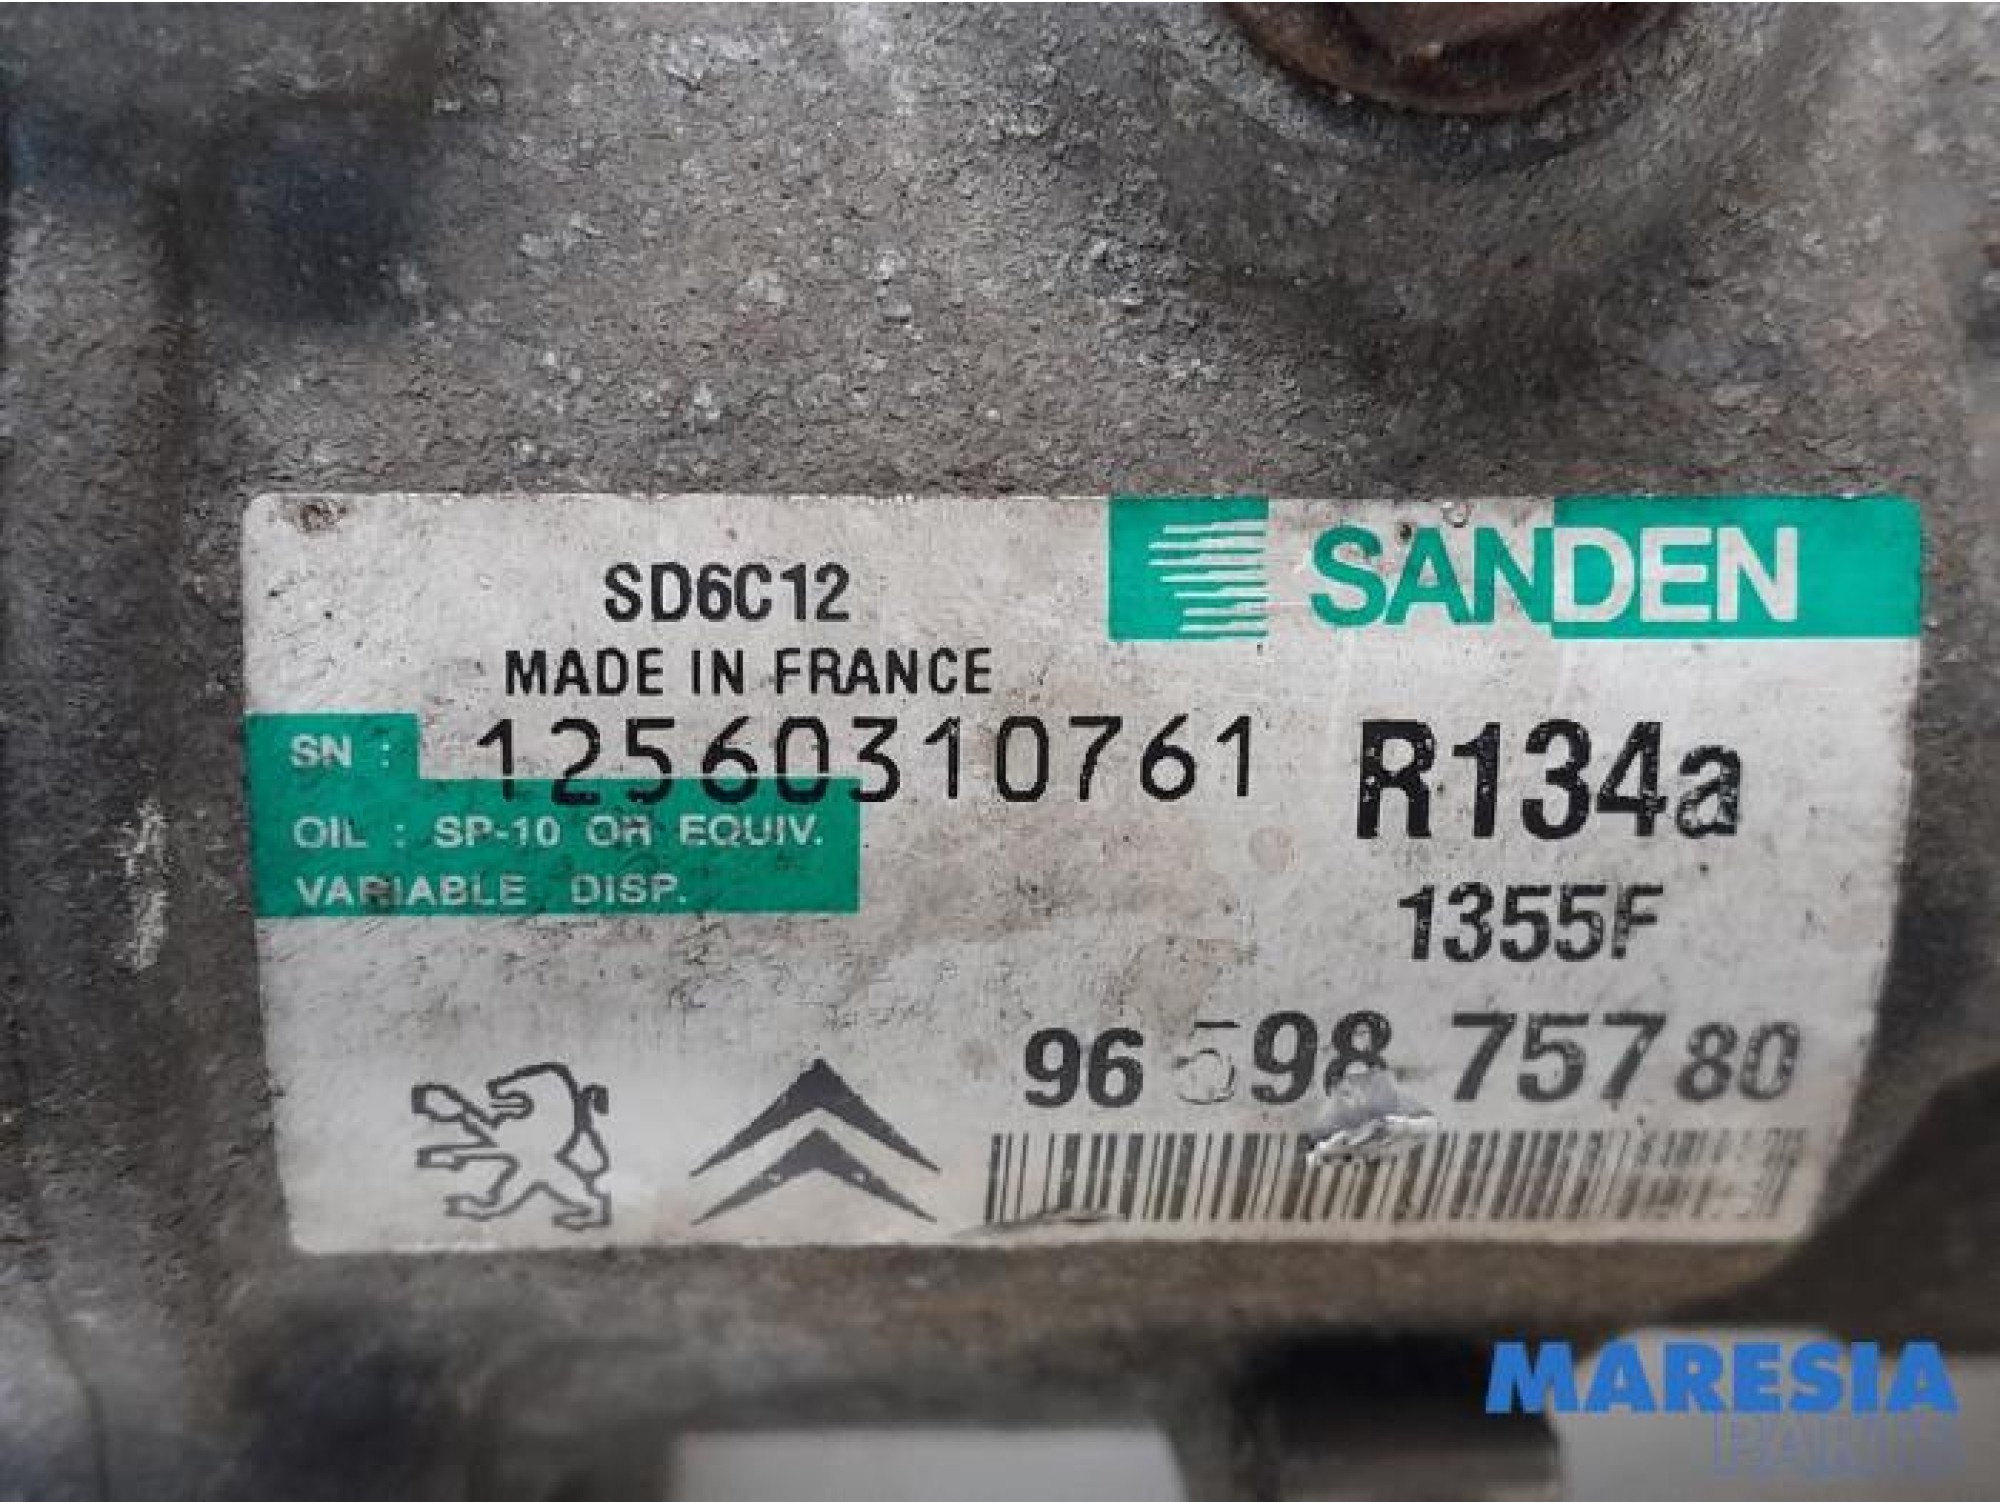 SANDEN
SD6C12
MADE IN FRANCE
SN : 12560310761
R134a
OIL : SP-10 OR EQUIV.
VARIABLE DISP.
1355F
96 598 757 80
MARESIA
PARTS